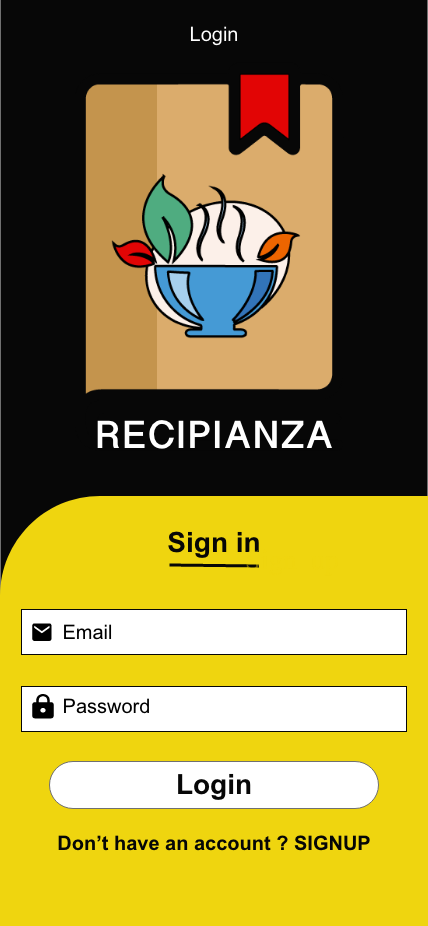 Login
RECIPIANZA
Sign in
Email
Password
Login
Don’t have an account ? SIGNUP